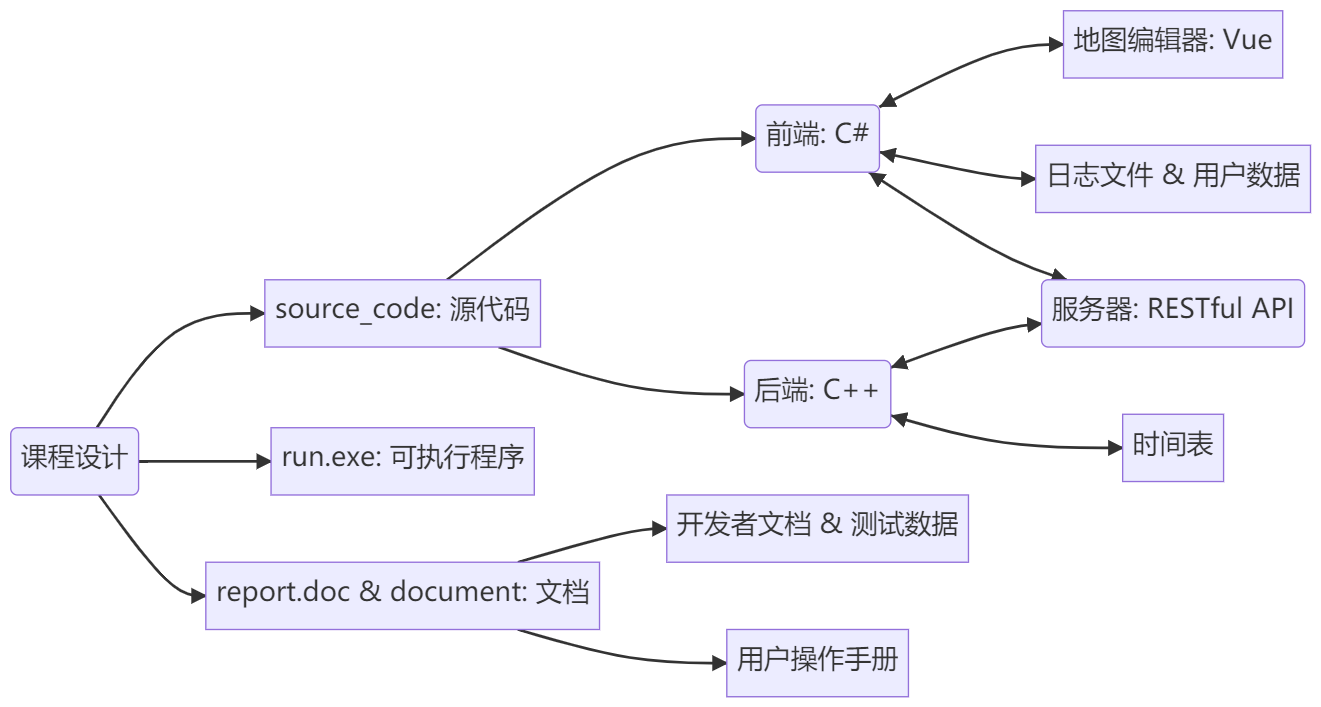 地图编辑器: Vue
前端: C#
日志文件 & 用户数据
source_code: 源代码
服务器: RESTful API
后端: C++
课程设计
run.exe: 可执行程序
时间表
开发者文档 & 测试数据
report.doc & document: 文档
用户操作手册